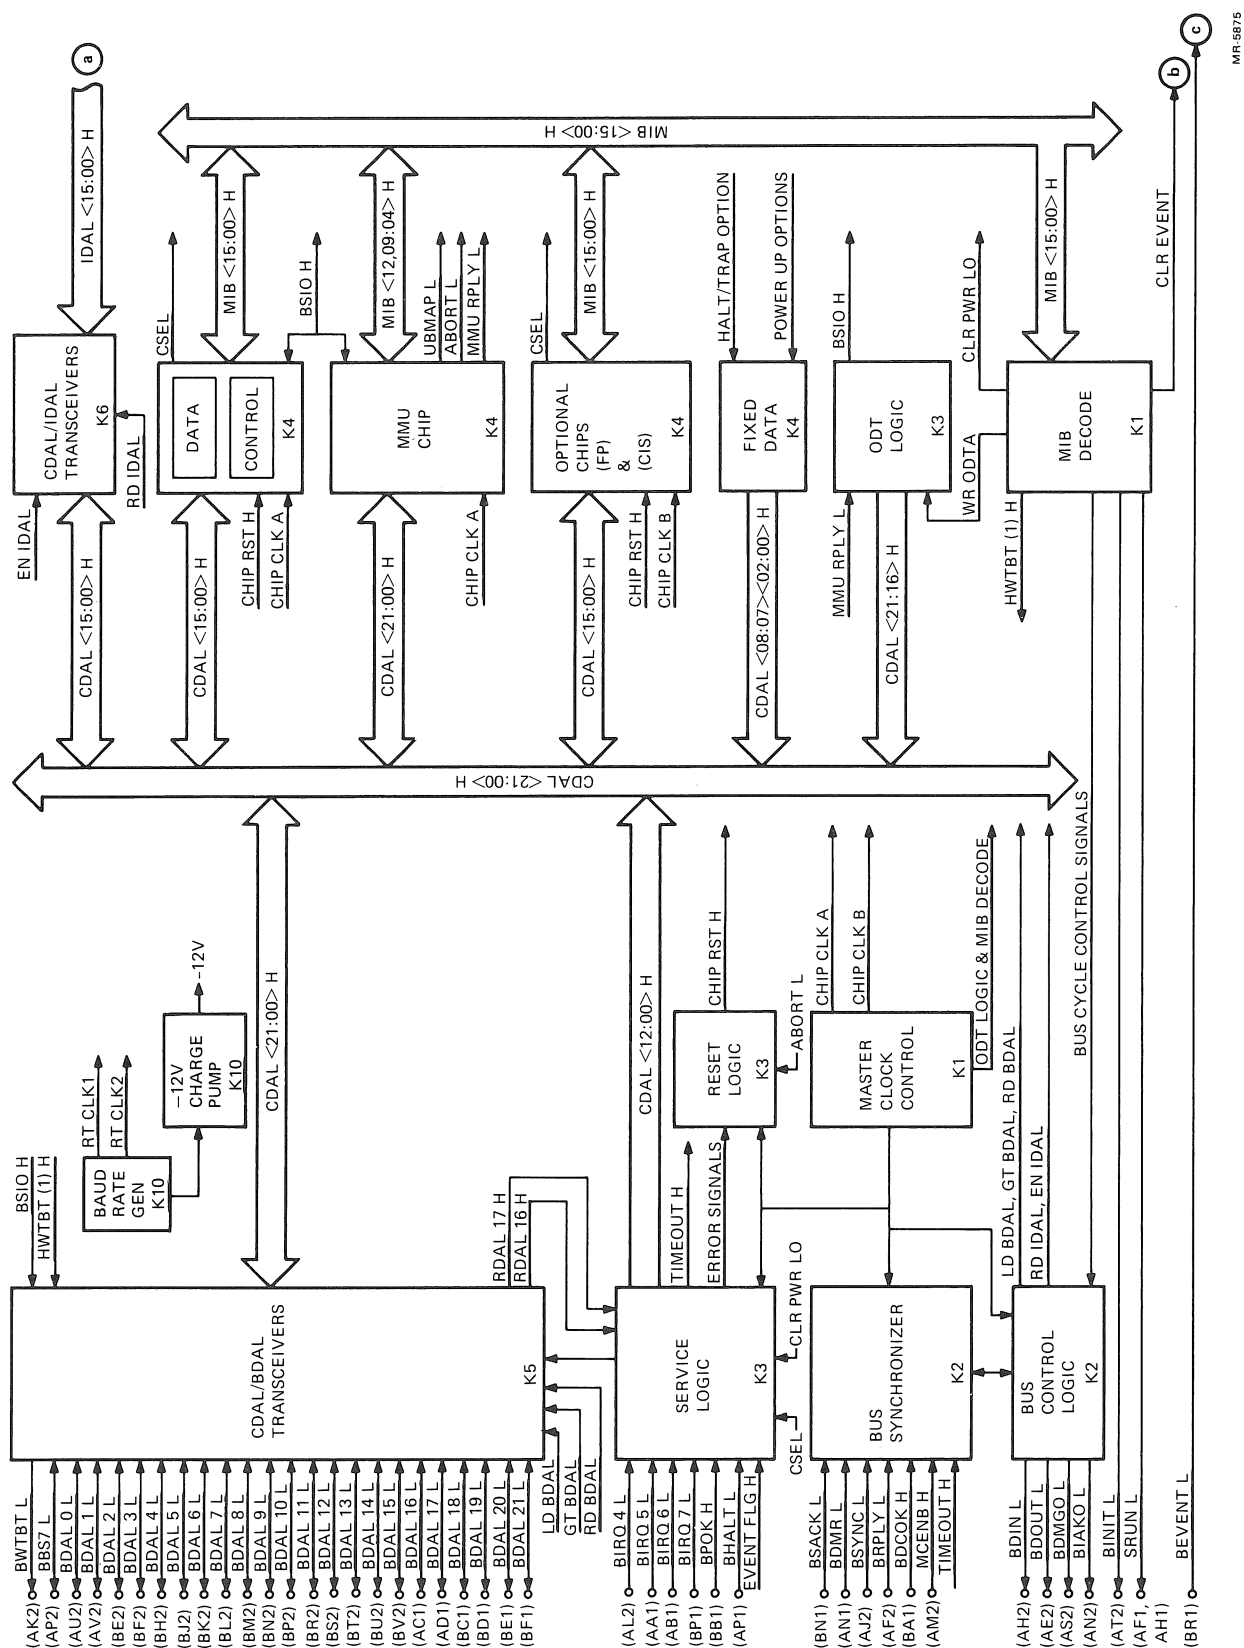 BWTBT L
(AK2)
BBS7 L
(AP2)
BDAL 0 L
(AU2)
BDAL 1 L
(AV2)
BDAL 2 L
(BE2)
BDAL 3 L
(BF2)
BDAL 4 L
(BH2)
BDAL 5 L
(BJ2)
BDAL 6 L
(BK2)
BDAL 7 L
(BL2)
BDAL 8 L
(BM2)
BDAL 9 L
(BN2)
BDAL 10 L
(BP2)
BDAL 11 L
(BR2)
BDAL 12 L
(BS2)
BDAL 13 L
(BT2)
BDAL 14 L
(BU2)
BDAL 15 L
(BV2)
BDAL 16 L
(AC1)
BDAL 17 L
(AD1)
BDAL 18 L
(BC1)
BDAL 19 L
(BD1)
BDAL 20 L
(BE1)
BDAL 21 L
(BF1)
LD BDAL
GT BDAL
RD BDAL
CDAL/BDAL
TRANSCEIVERS
K5
BSIO H
HWTBT (1) H
RDAL 17 H
RDAL 16 H
BAUD
RATE
GEN
K10
RT CLK1
RT CLK2
–12V
CHARGE
PUMP
K10
–12V
CDAL <21:00> H
BIRQ 4 L
(AL2)
BIRQ 5 L
(AA1)
BIRQ 6 L
(AB1)
BIRQ 7 L
(BP1)
BPOK H
(BB1)
BHALT L
(AP1)
EVENT FLG H
SERVICE
LOGIC
K3
CSEL
CLR PWR LO
CDAL <12:00> H
TIMEOUT H
ERROR SIGNALS
RESET
LOGIC
K3
ABORT L
CHIP RST H
MASTER
CLOCK
CONTROL
K1
CHIP CLK A
CHIP CLK B
ODT LOGIC & MIB DECODE
BSACK L
(BN1)
BDMR L
(AN1)
BSYNC L
(AJ2)
BRPLY L
(AF2)
BDCOK H
(BA1)
MCENB H
(AM2)
TIMEOUT H
BUS
SYNCHRONIZER
K2
BDIN L
(AH2)
BDOUT L
(AE2)
BDMGO L
(AS2)
BIAKO L
(AN2)
BUS
CONTROL
LOGIC
K2
LD BDAL, GT BDAL, RD BDAL
RD IDAL, EN IDAL
BUS CYCLE CONTROL SIGNALS
BINIT L
(AT2)
SRUN L
(AF1,
AH1)
BEVENT L
(BR1)
CDAL <21:00> H
EN IDAL
CDAL <15:00> H
CDAL/IDAL
TRANSCEIVERS
K6
RD IDAL
IDAL <15:00> H
a
CDAL <15:00> H
CHIP RST H
CHIP CLK A
DATA
CONTROL
K4
CSEL
MIB <15:00> H
BSIO H
CDAL <21:00> H
CHIP CLK A
MMU
CHIP
K4
MIB <12,09:04> H
UBMAP L
ABORT L
MMU RPLY L
CDAL <15:00> H
CHIP RST H
CHIP CLK B
OPTIONAL
CHIPS
(FP)
&
(CIS)
K4
CSEL
MIB <15:00> H
CDAL <08:07><02:00> H
FIXED
DATA
K4
HALT/TRAP OPTION
POWER UP OPTIONS
MMU RPLY L
CDAL <21:16> H
ODT
LOGIC
K3
BSIO H
WR ODTA
HWTBT (1) H
MIB
DECODE
K1
CLR PWR LO
MIB <15:00> H
CLR EVENT
MIB <15:00> H
b
c
MR-5875